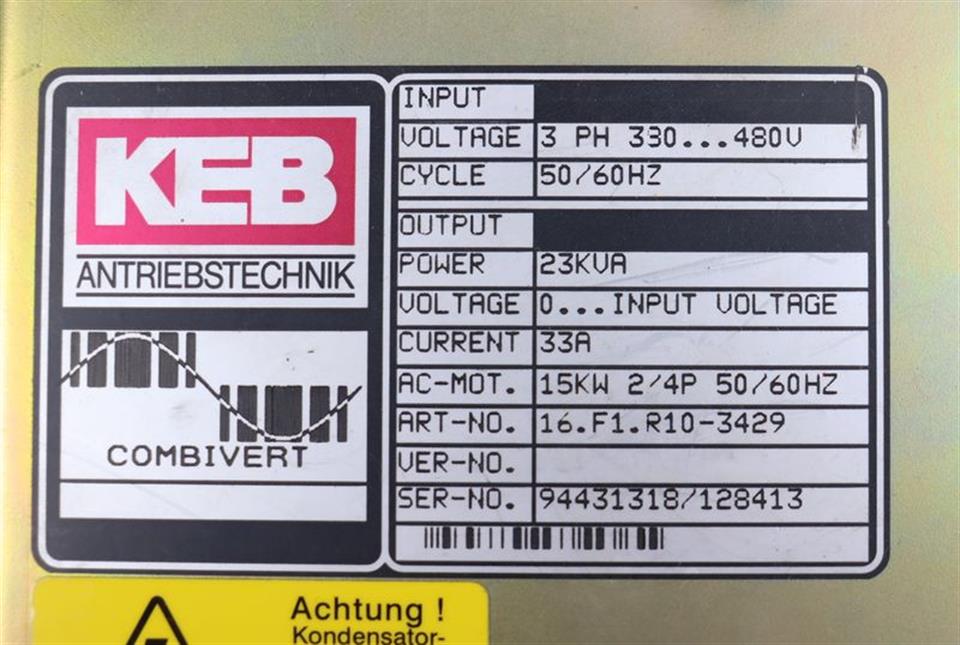 KEB
ANTRIEBSTECHNIK
COMBIVERT
INPUT
VOLTAGE 3 PH 380...480V
CYCLE 50/60HZ
OUTPUT
POWER 23KVA
VOLTAGE 0...INPUT VOLTAGE
CURRENT 33A
AC-MOT. 15KW 2/4P 50/60HZ
ART-NO. 16.F1.R10-3429
VER-NO.
SER-NO. 94431318/128413
Achtung !
Kondensator-